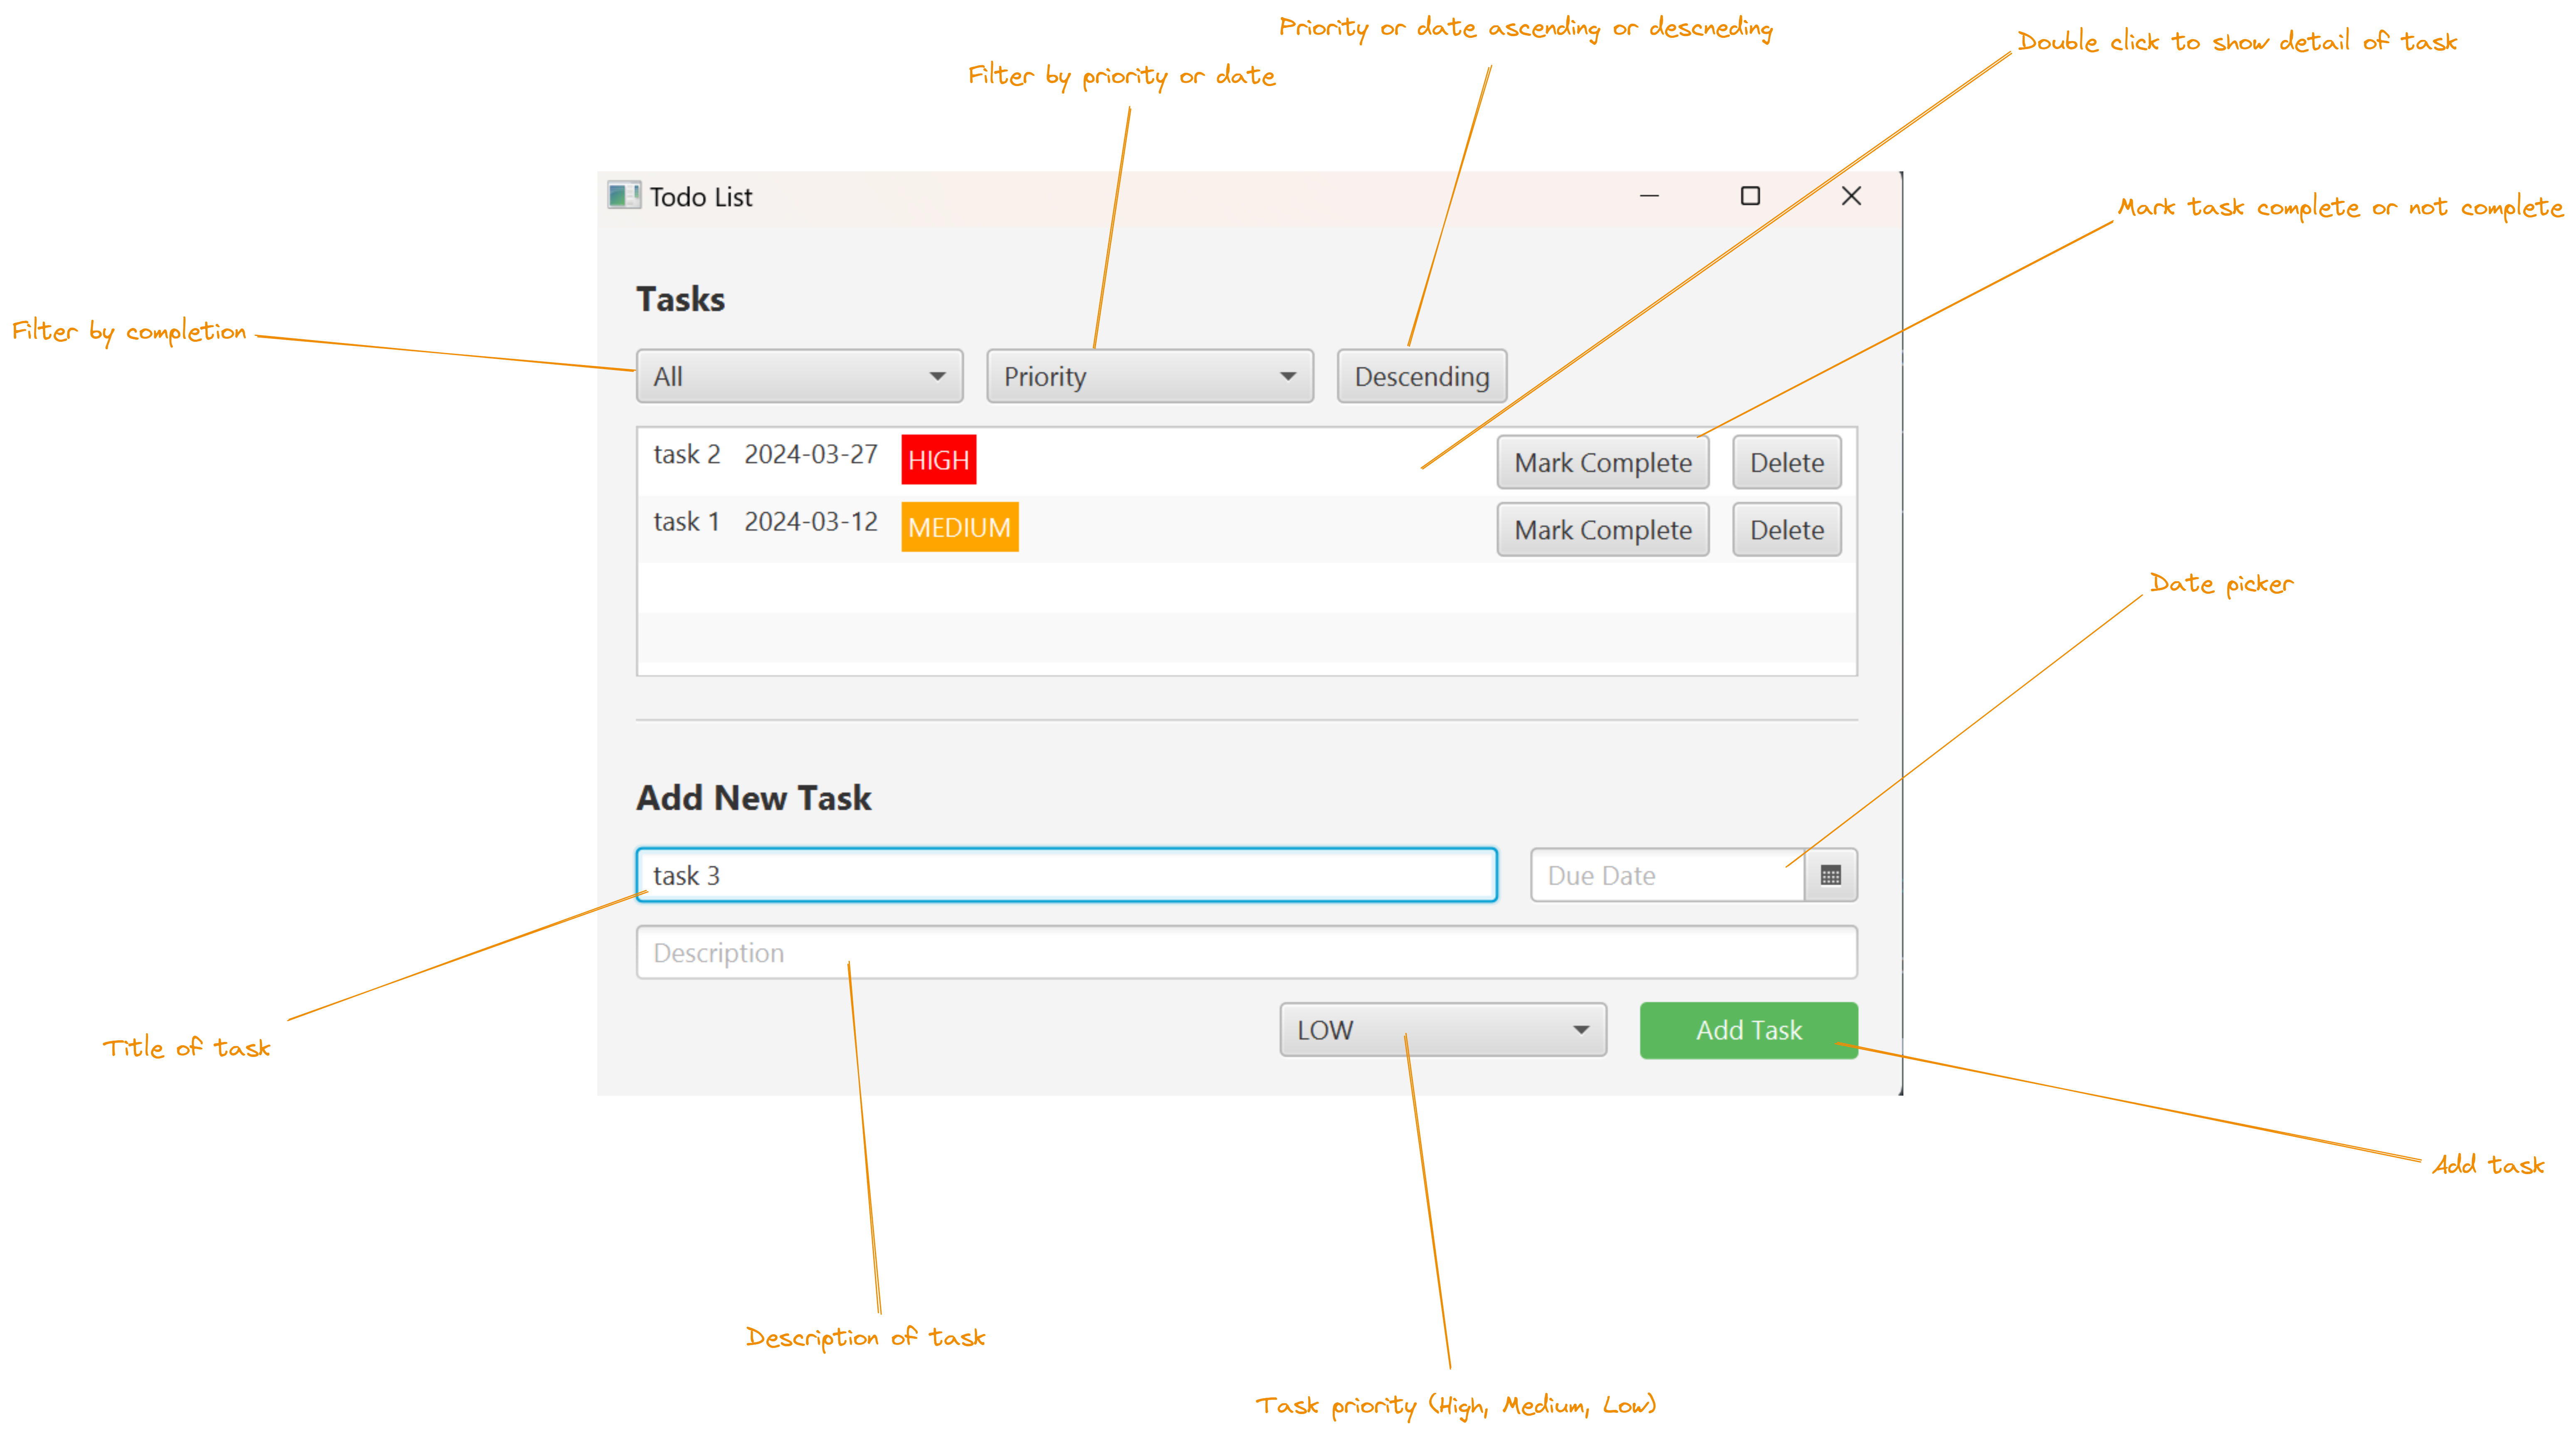 Priority or date ascending or descneding
Double click to show detail of task
Filter by priority or date
Todo List
Mark task complete or not complete
Tasks
Filter by completion
All
Priority
Descending
task 2 2024-03-27 HIGH Mark Complete Delete
task 1 2024-03-12 MEDIUM Mark Complete Delete
Date picker
Add New Task
task 3
Due Date
Description
LOW
Add Task
Title of task
Add task
Description of task
Task priority (High, Medium, Low)